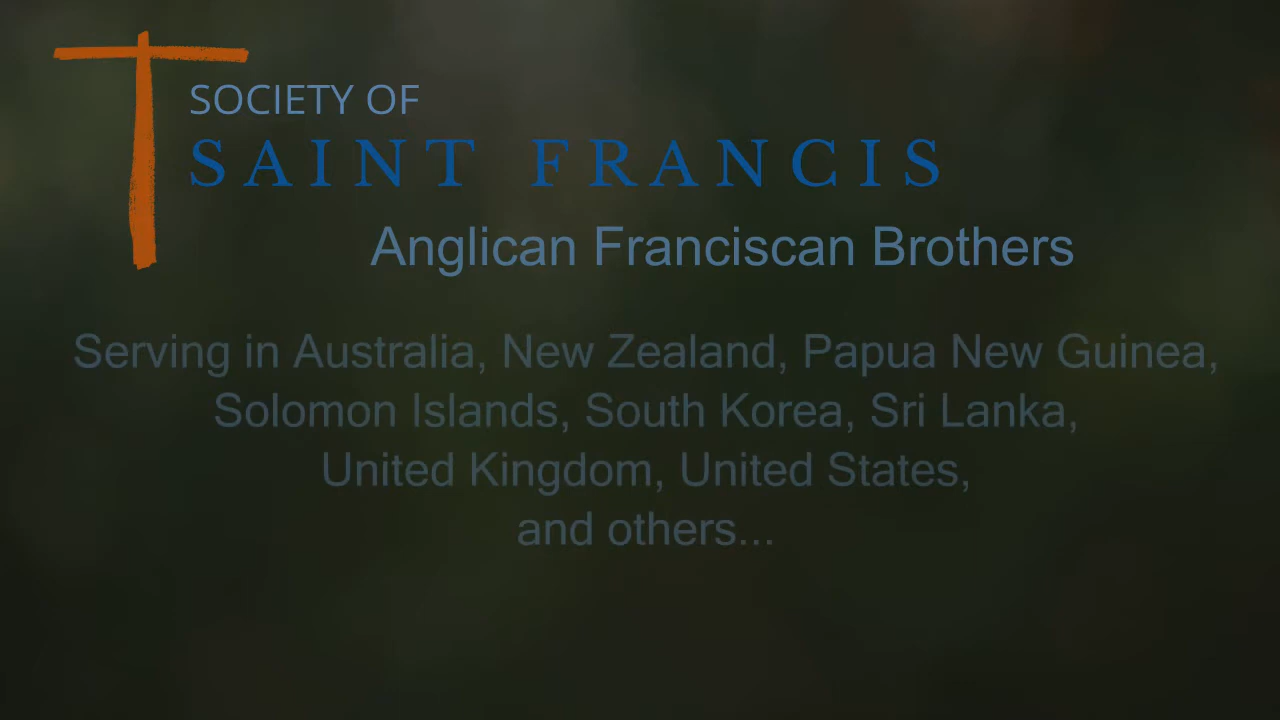 SOCIETY OF
SAINT FRANCIS
Anglican Franciscan Brothers
Serving in Australia, New Zealand, Papua New Guinea,
Solomon Islands, South Korea, Sri Lanka,
United Kingdom, United States,
and others...